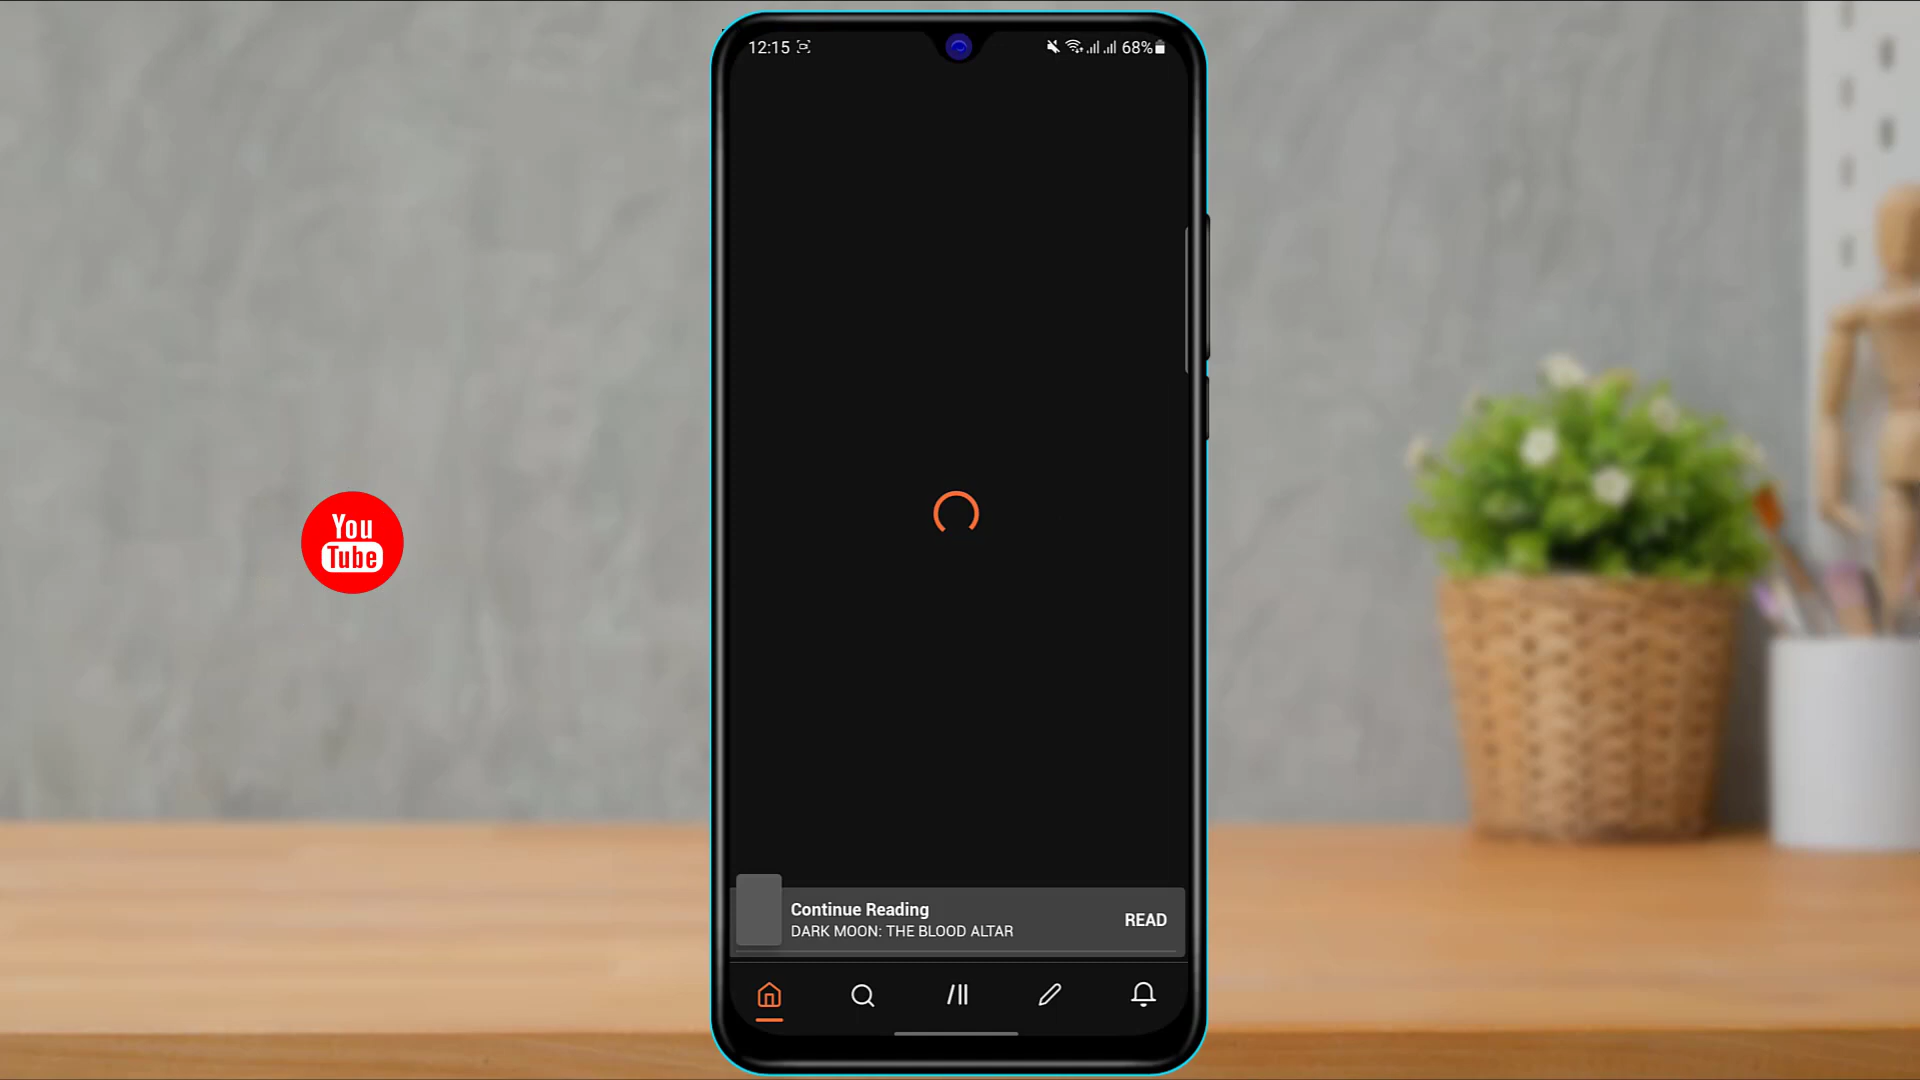 12:15
68%
You
Tube
Continue Reading
DARK MOON: THE BLOOD ALTAR
READ